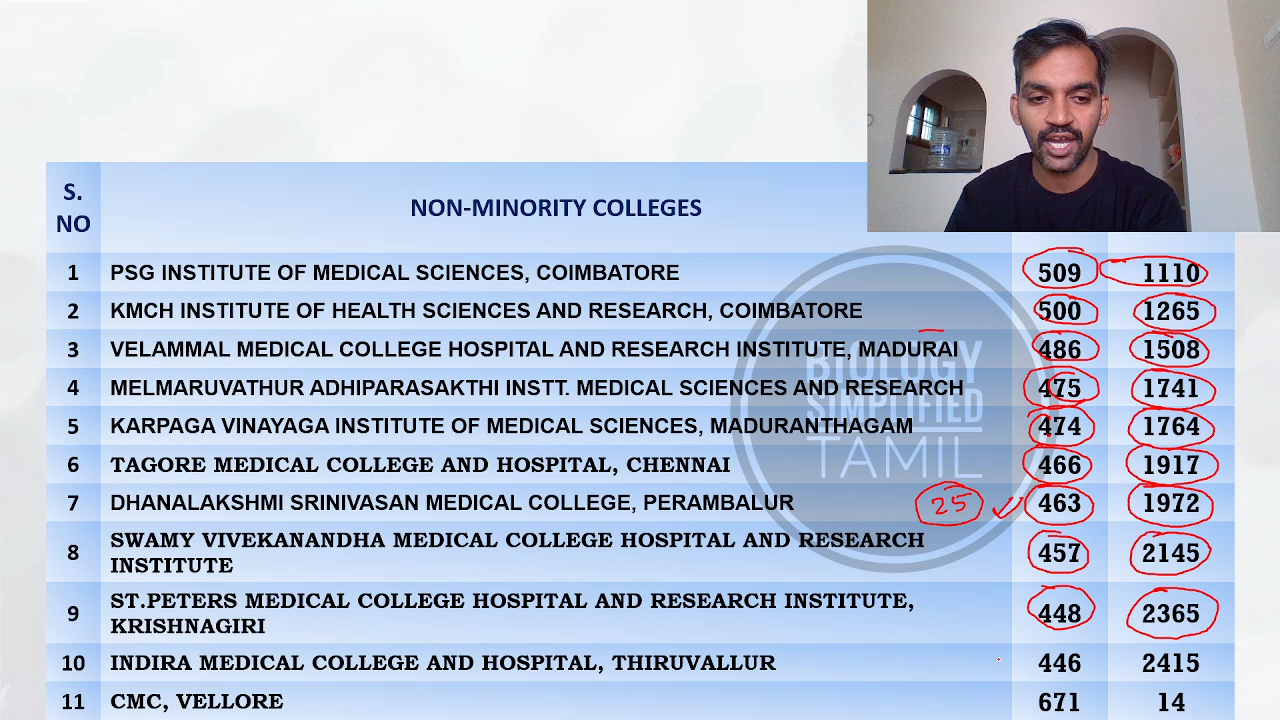 S. NO
NON-MINORITY COLLEGES
1 PSG INSTITUTE OF MEDICAL SCIENCES, COIMBATORE 509 1110
2 KMCH INSTITUTE OF HEALTH SCIENCES AND RESEARCH, COIMBATORE 500 1265
3 VELAMMAL MEDICAL COLLEGE HOSPITAL AND RESEARCH INSTITUTE, MADURAI 486 1508
4 MELMARUVATHUR ADHIPARASAKTHI INSTT. MEDICAL SCIENCES AND RESEARCH 475 1741
5 KARPAGA VINAYAGA INSTITUTE OF MEDICAL SCIENCES, MADURANTHAGAM 474 1764
6 TAGORE MEDICAL COLLEGE AND HOSPITAL, CHENNAI 466 1917
7 DHANALAKSHMI SRINIVASAN MEDICAL COLLEGE, PERAMBALUR 25 463 1972
8 SWAMY VIVEKANANDHA MEDICAL COLLEGE HOSPITAL AND RESEARCH
INSTITUTE 457 2145
9 ST.PETERS MEDICAL COLLEGE HOSPITAL AND RESEARCH INSTITUTE,
KRISHNAGIRI 448 2365
10 INDIRA MEDICAL COLLEGE AND HOSPITAL, THIRUVALLUR 446 2415
11 CMC, VELLORE 671 14
BIOLOGY
SIMPLIFIED
TAMIL